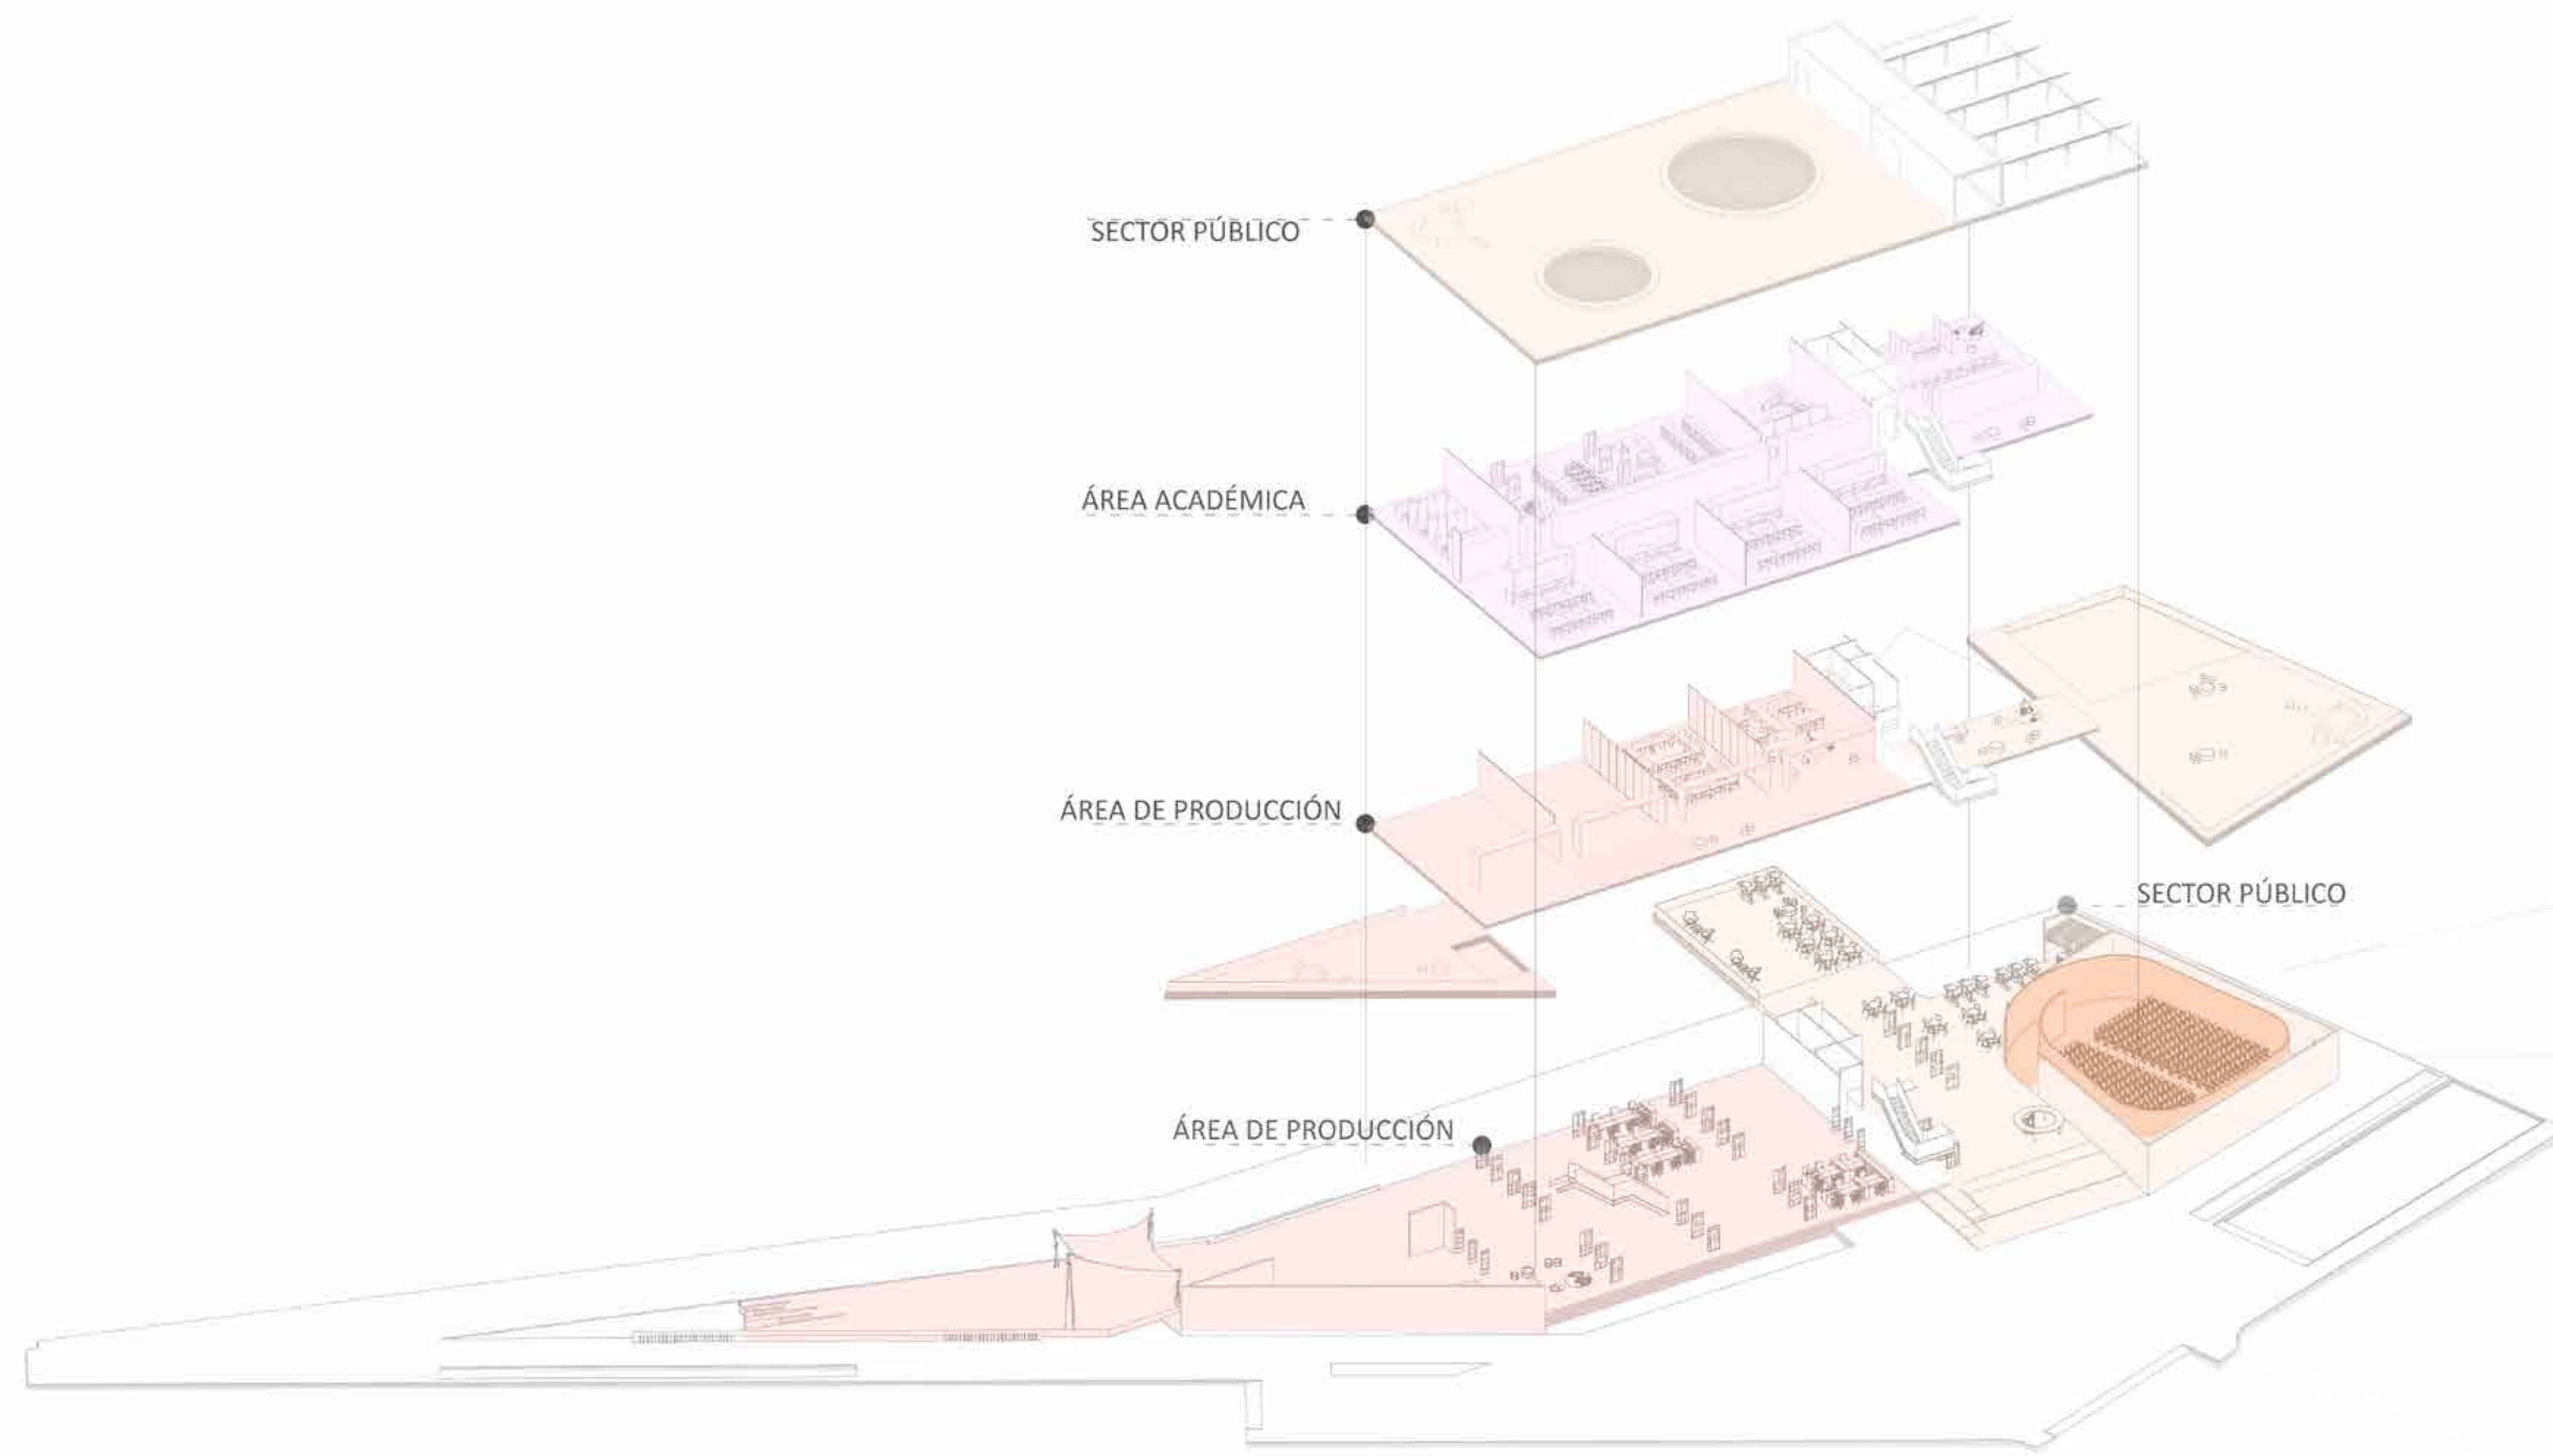 SECTOR PÚBLICO
ÁREA ACADÉMICA
ÁREA DE PRODUCCIÓN
SECTOR PÚBLICO
ÁREA DE PRODUCCIÓN